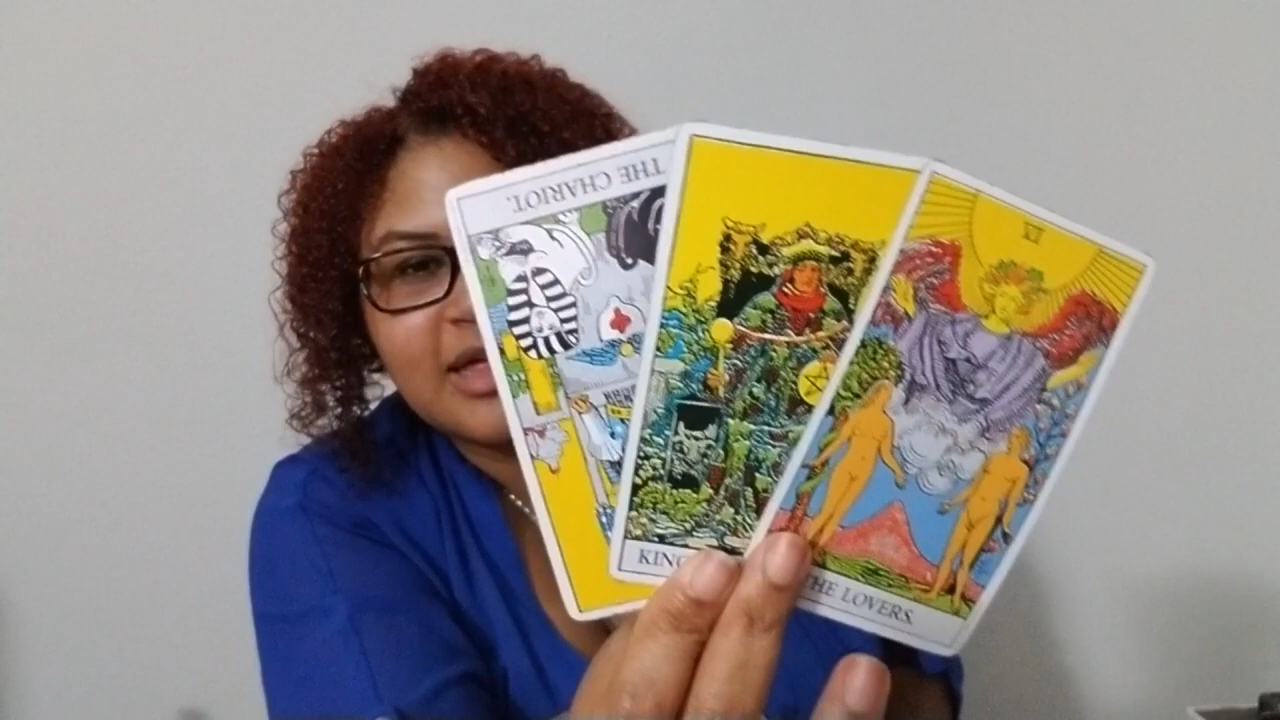 THE CHARIOT.
KING
VI
THE LOVERS.